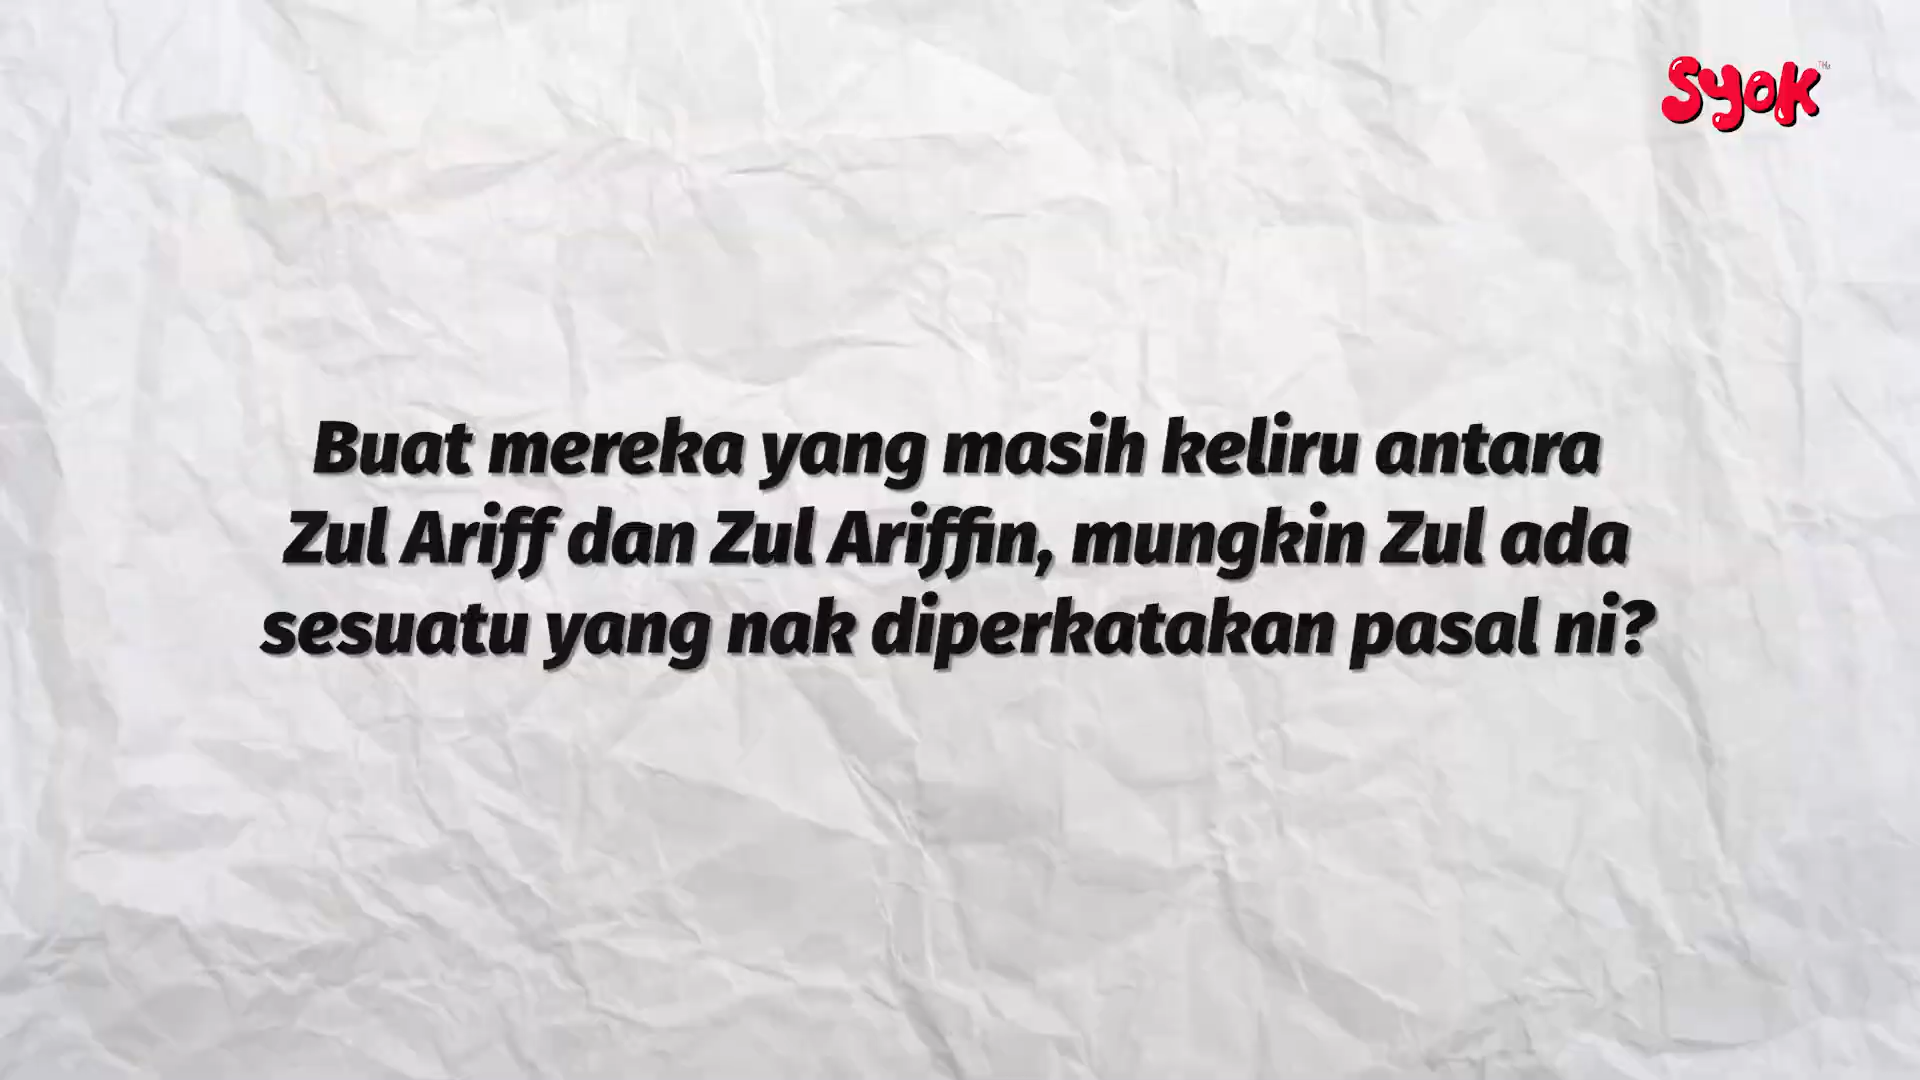 Syok
Buat mereka yang masih keliru antara
Zul Ariff dan Zul Ariffin, mungkin Zul ada
sesuatu yang nak diperkatakan pasal ni?